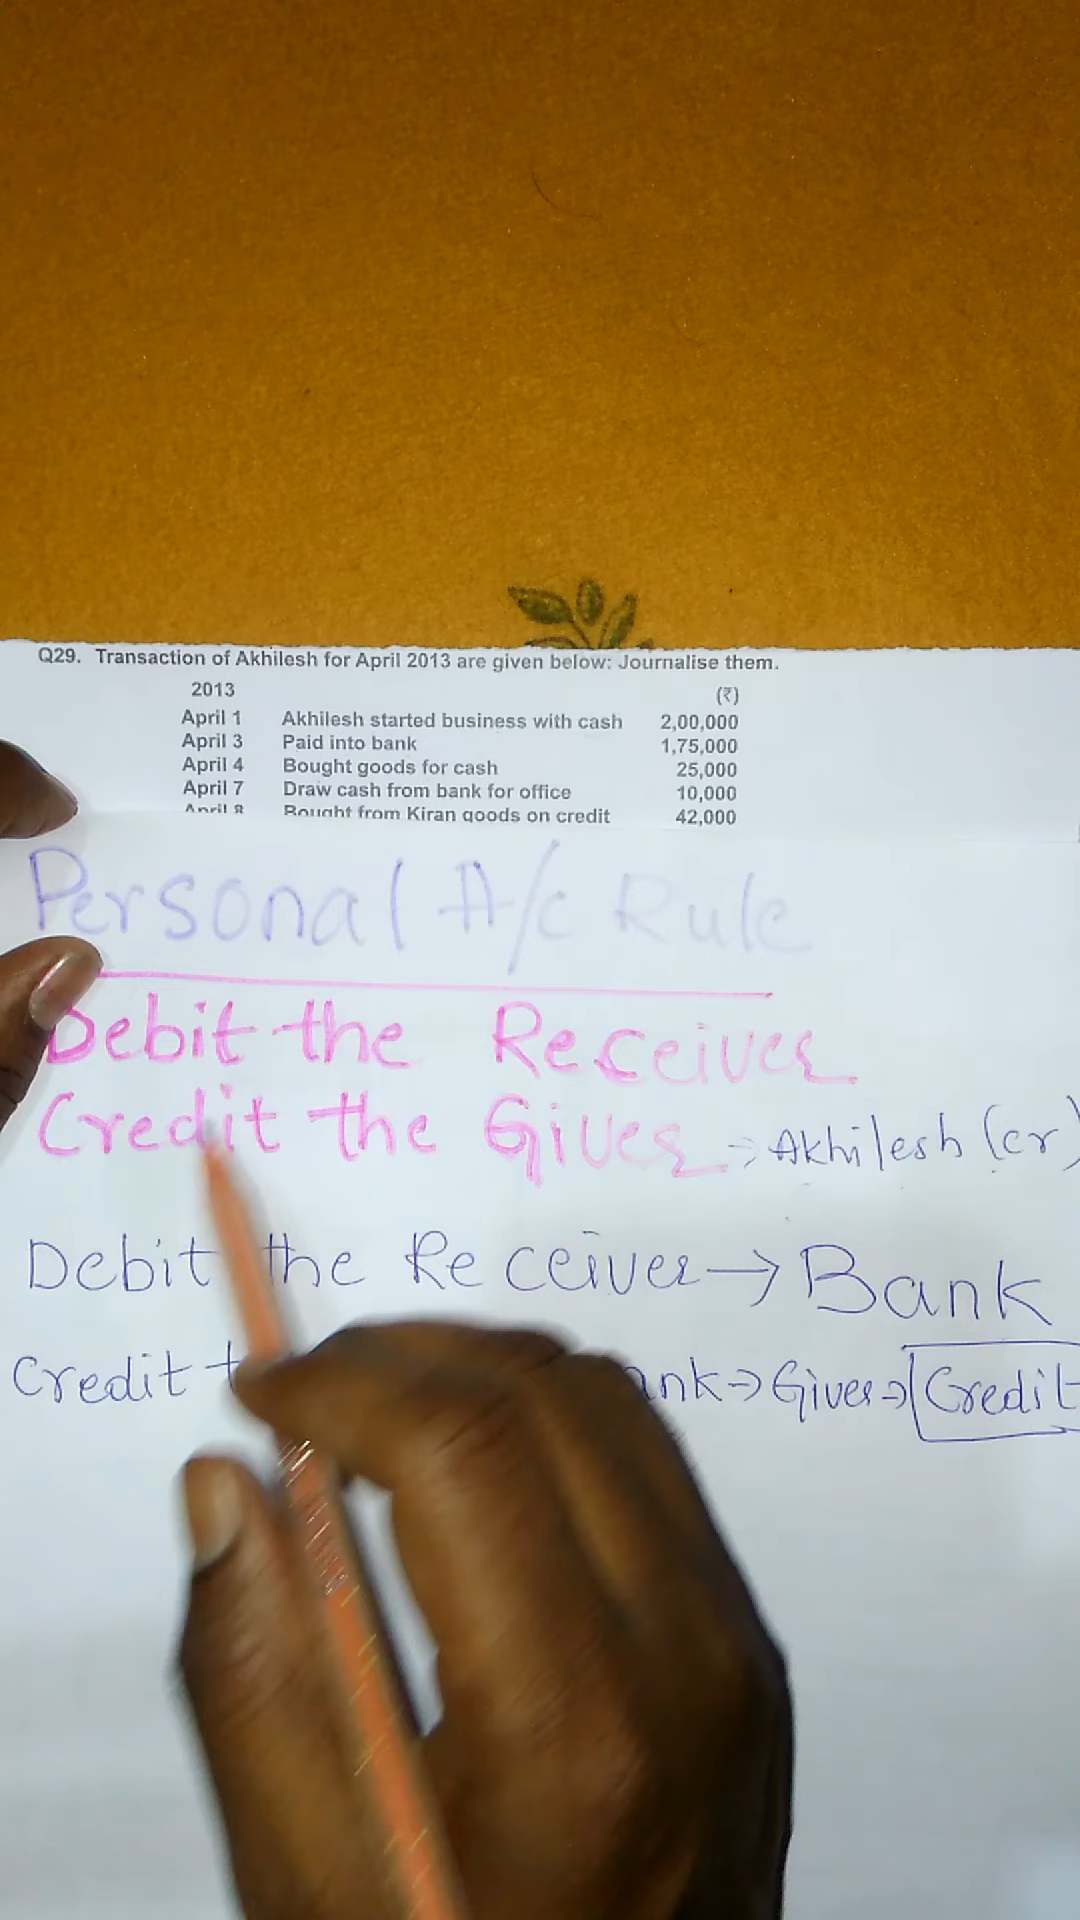 Q29. Transaction of Akhilesh for April 2013 are given below: Journalise them.
2013 (₹)
April 1 Akhilesh started business with cash 2,00,000
April 3 Paid into bank 1,75,000
April 4 Bought goods for cash 25,000
April 7 Draw cash from bank for office 10,000
April 8 Bought from Kiran goods on credit 42,000
Personal A/c Rule
Debit the Receiver
Credit the Giver → Akhilesh (cr)
Debit the Receiver → Bank
Credit ank → Giver → Credit